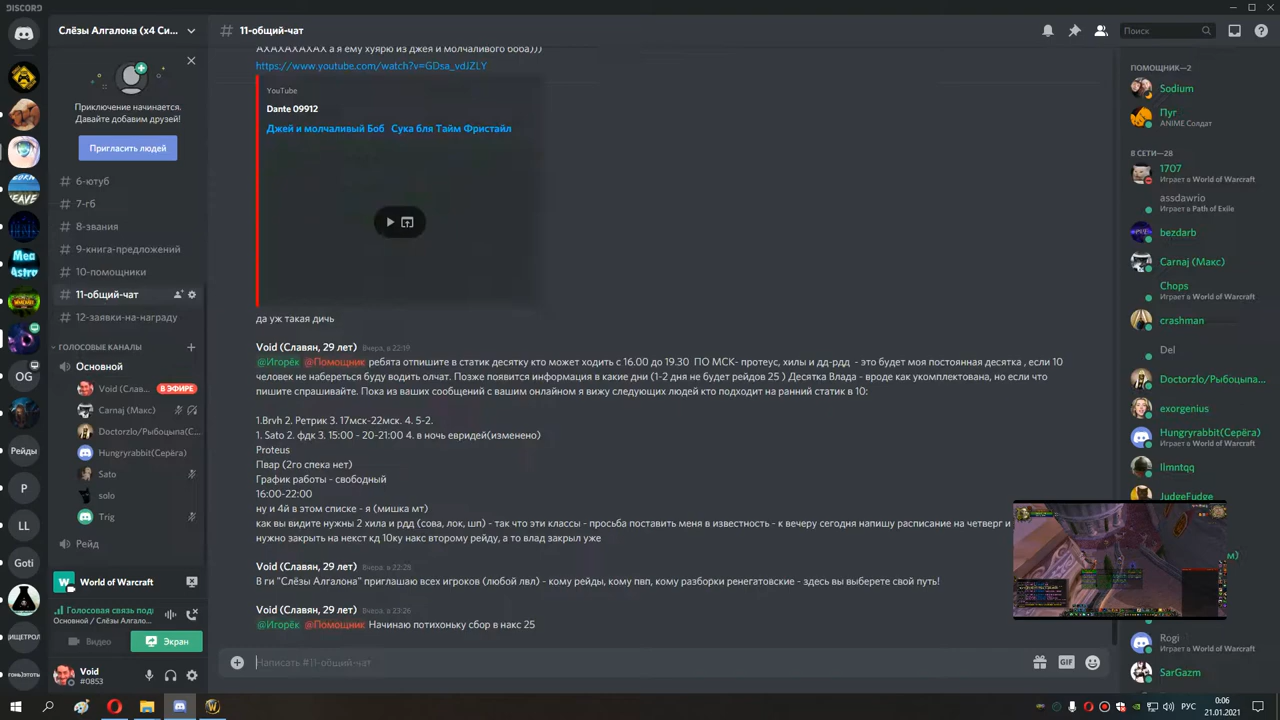 DISCORD
Слёзы Алгалона (x4 Си...
Приключение начинается.
Давайте добавим друзей!
Пригласить людей
6-ютуб
7-гб
8-звания
9-книга-предложений
10-помощники
11-общий-чат
12-заявки-на-награду
ГОЛОСОВЫЕ КАНАЛЫ
Основной
Void (Слав... В ЭФИРЕ
Carnaj (Макс)
Doctorzlo/Рыбоцыпа(С...
Hungryrabbit(Серёга)
Sato
solo
Trig
Рейд
World of Warcraft
Голосовая связь подк
Основной / Слёзы Алгало...
Видео
Экран
Void
#0853
Меа
Astro
OG
Рейды
P
LL
Goti
11-общий-чат
Поиск
АХАХАХАХАХ а я ему хуярю из джея и молчаливого боба)))
https://www.youtube.com/watch?v=GDsa_vdJZLY
YouTube
Dante 09912
Джей и молчаливый Боб Сука бля Тайм Фристайл
да уж такая дичь
Void (Славян, 29 лет) Вчера, в 22:19
@Игорёк @Помощник ребята отпишите в статик десятку кто может ходить с 16.00 до 19.30 ПО МСК- протеус, хилы и дд-рдд - это будет моя постоянная десятка , если 10
человек не набереться буду водить олчат. Позже появится информация в какие дни (1-2 дня не будет рейдов 25 ) Десятка Влада - вроде как укомплектована, но если что
пишите спрашивайте. Пока из ваших сообщений с вашим онлайном я вижу следующих людей кто подходит на ранний статик в 10:
1.Brvh 2. Ретрик 3. 17мск-22мск. 4. 5-2.
1. Sato 2. фдк 3. 15:00 - 20-21:00 4. в ночь евридей(изменено)
Proteus
Пвар (2го спека нет)
График работы - свободный
16:00-22:00
ну и 4й в этом списке - я (мишка мт)
как вы видите нужны 2 хила и рдд (сова, лок, шп) - так что эти классы - просьба поставить меня в известность - к вечеру сегодня напишу расписание на четверг и
нужно закрыть на некст кд 10ку накс второму рейду, а то влад закрыл уже
Void (Славян, 29 лет) Вчера, в 22:28
В ги "Слёзы Алгалона" приглашаю всех игроков (любой лвл) - кому рейды, кому пвп, кому разборки ренегатовские - здесь вы выберете свой путь!
Void (Славян, 29 лет) Вчера, в 23:26
@Игорёк @Помощник Начинаю потихоньку сбор в накс 25
Написать #11-общий-чат
GIF
ПОМОЩНИК—2
Sodium
Пуг
ANIME Солдат
В СЕТИ—28
1707
Играет в World of Warcraft
assdawrio
Играет в Path of Exile
bezdarb
Carnaj (Макс)
Chops
Играет в World of Warcraft
crashman
Del
Doctorzlo/Рыбоцыпа...
exorgenius
Hungryrabbit(Серёга)
Играет в World of Warcraft
Ilmntqq
JudgeFudge
Rogi
Играет в World of Warcraft
SarGazm
РУС
0:06
21.01.2021